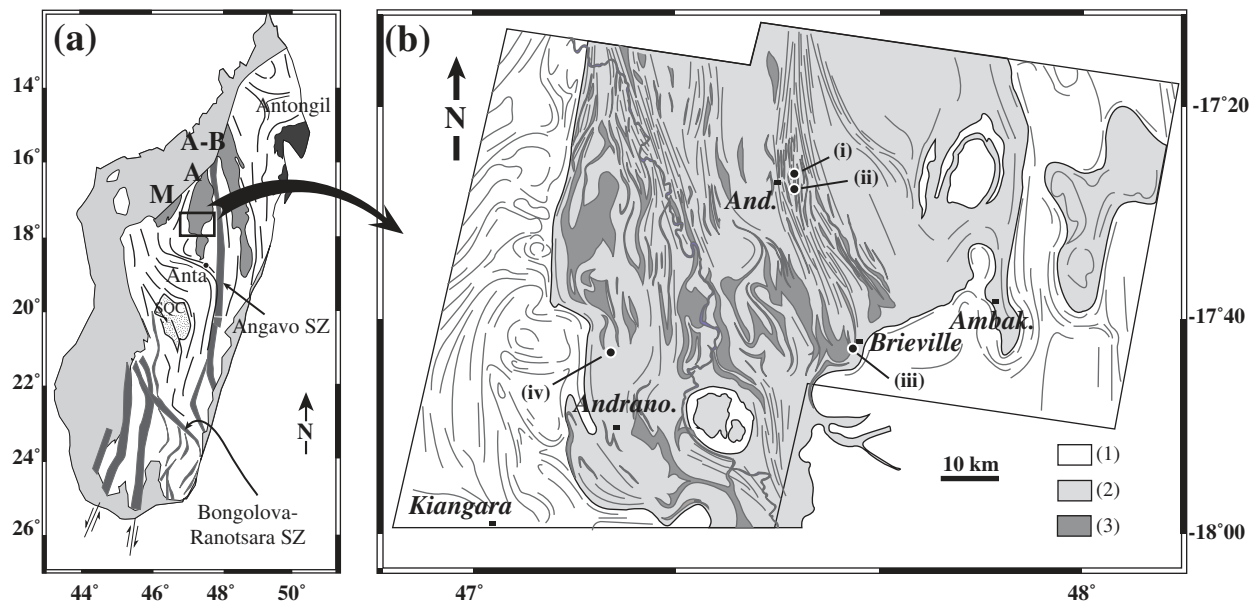 (a)
14˚
16˚
18˚
20˚
22˚
24˚
26˚
44˚
46˚
48˚
50˚
Antongil
A-B
A
M
Anta
SQC
Angavo SZ
N
Bongolova-
Ranotsara SZ
(b)
N
(i)
(ii)
And.
Ambak.
Brieville
(iii)
(iv)
Andrano.
Kiangara
10 km
(1)
(2)
(3)
-17˚20
-17˚40
-18˚00
47˚
48˚